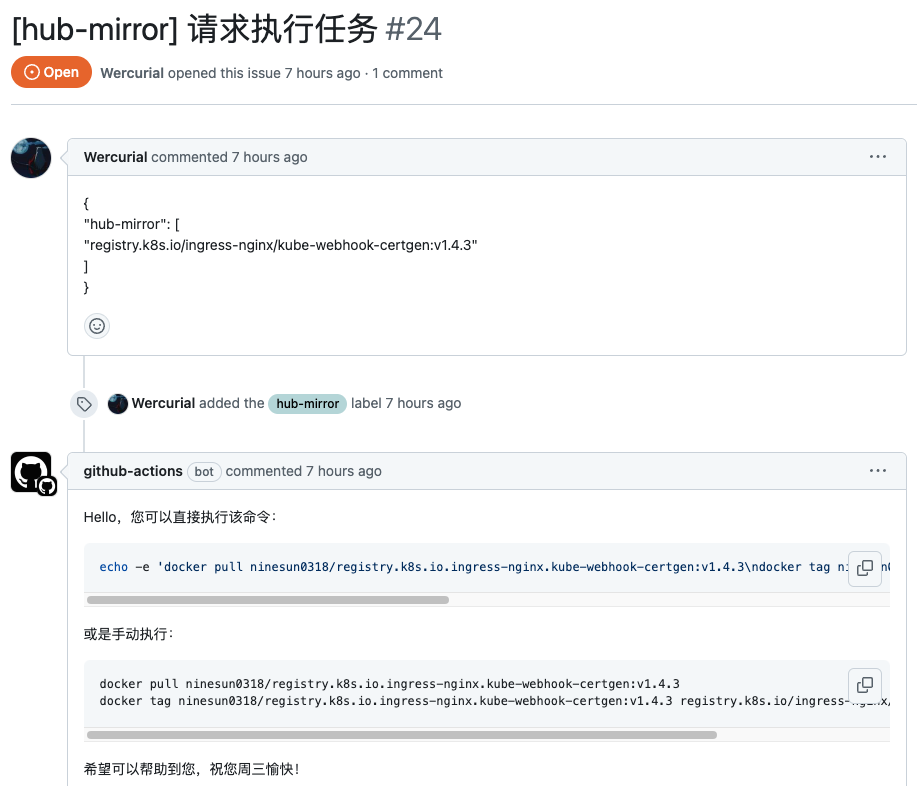 [hub-mirror] 请求执行任务 #24
Open Wercurial opened this issue 7 hours ago · 1 comment
Wercurial commented 7 hours ago
{
"hub-mirror": [
"registry.k8s.io/ingress-nginx/kube-webhook-certgen:v1.4.3"
]
}
Wercurial added the hub-mirror label 7 hours ago
github-actions bot commented 7 hours ago
Hello，您可以直接执行该命令：
echo -e 'docker pull ninesun0318/registry.k8s.io.ingress-nginx.kube-webhook-certgen:v1.4.3\ndocker tag
或是手动执行：
docker pull ninesun0318/registry.k8s.io.ingress-nginx.kube-webhook-certgen:v1.4.3
docker tag ninesun0318/registry.k8s.io.ingress-nginx.kube-webhook-certgen:v1.4.3 registry.k8s.io/ingress-nginx/
希望可以帮助到您，祝您周三愉快！